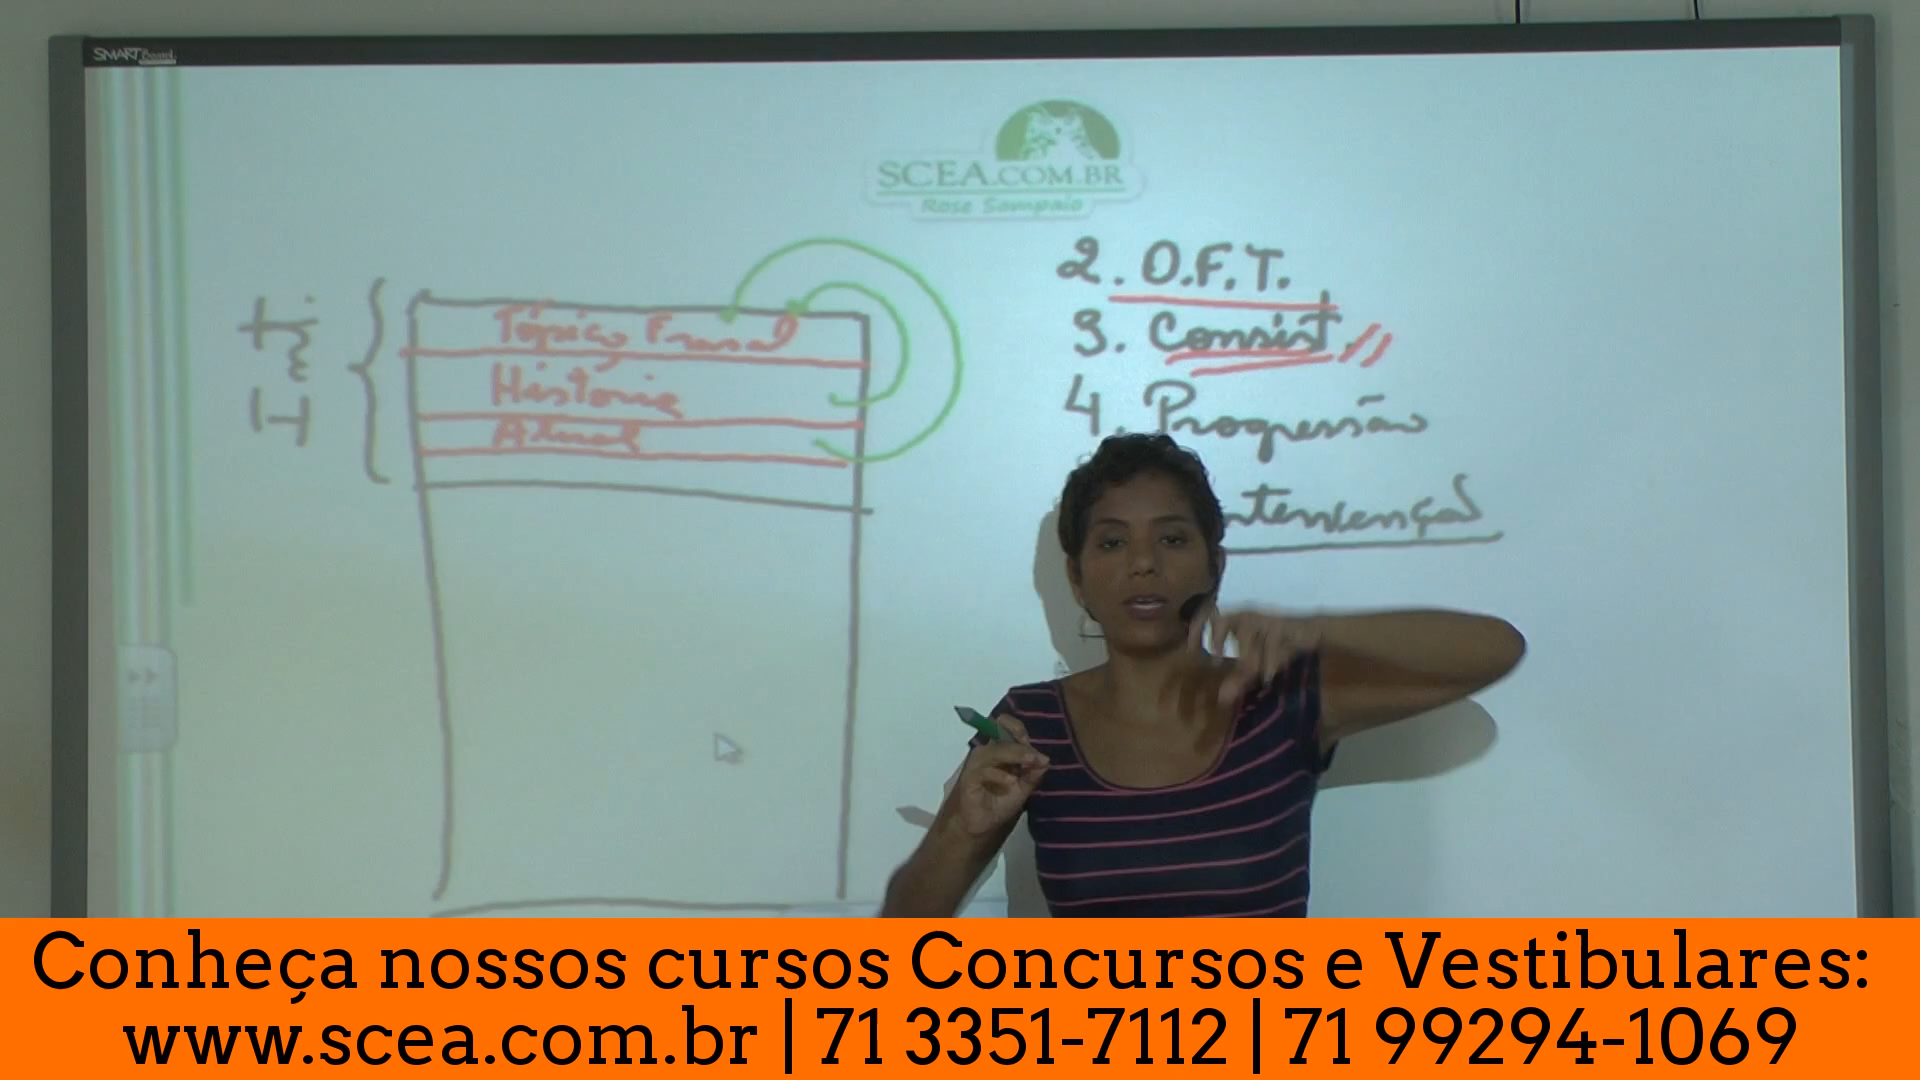 SMART Board
SCEA.COM.BR
Rose Sampaio
Tópico Frasal
História
Atual
2. O.F.T.
3. Consist.
4. Progressão
Conheça nossos cursos Concursos e Vestibulares:
www.scea.com.br | 71 3351-7112 | 71 99294-1069